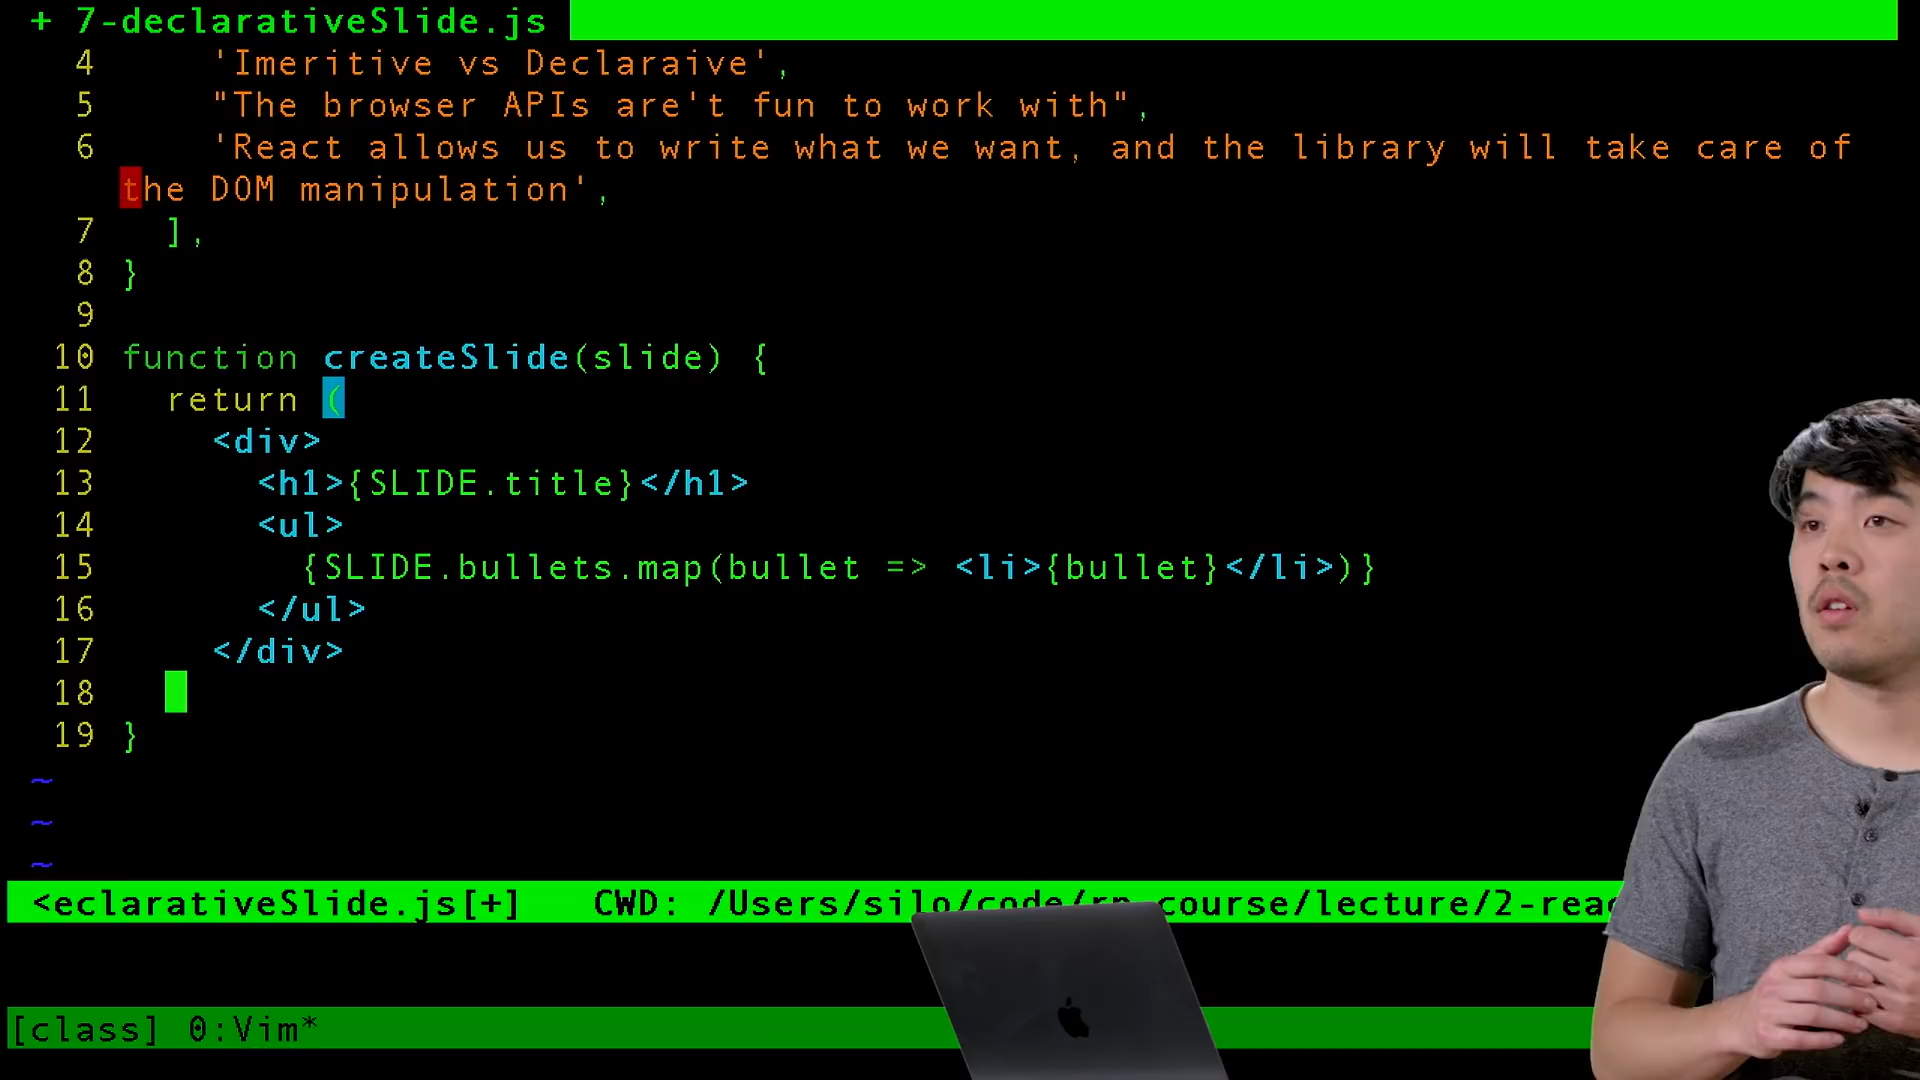 + 7-declarativeSlide.js
4 'Imeritive vs Declaraive',
5 "The browser APIs are't fun to work with",
6 'React allows us to write what we want, and the library will take care of
the DOM manipulation',
7 ],
8 }
9
10 function createSlide(slide) {
11 return (
12 <div>
13 <h1>{SLIDE.title}</h1>
14 <ul>
15 {SLIDE.bullets.map(bullet => <li>{bullet}</li>)}
16 </ul>
17 </div>
18
19 }
~
~
~
<eclarativeSlide.js[+] CWD: /Users/silo/code/rn-course/lecture/2-reac
[class] 0:Vim*